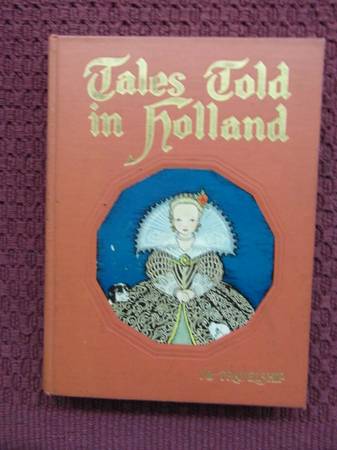 Tales Told
in Holland